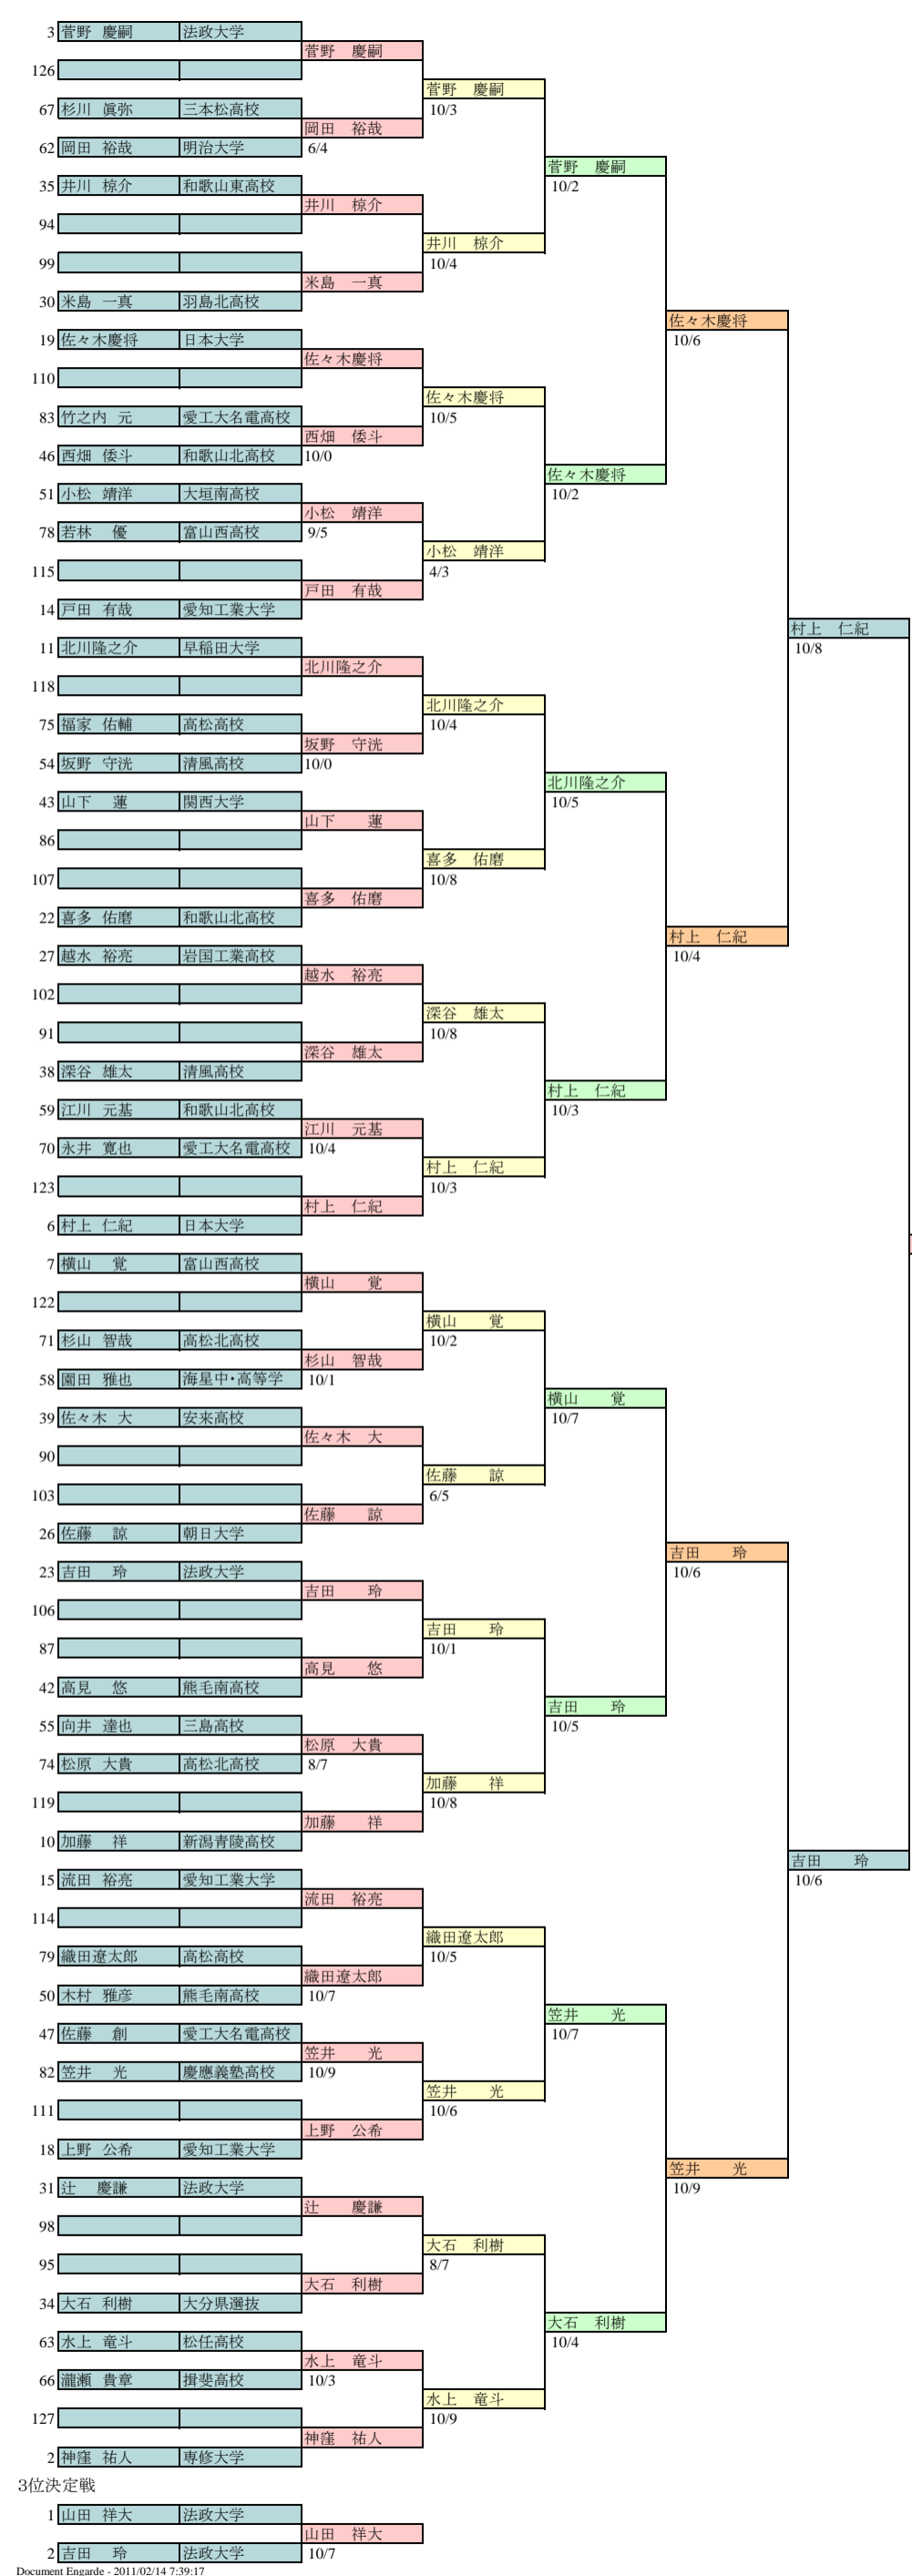 3 菅野 慶嗣 法政大学
菅野 慶嗣
126
菅野 慶嗣
67 杉川 眞弥 三本松高校
10/3
岡田 裕哉
62 岡田 裕哉 明治大学
6/4
菅野 慶嗣
35 井川 椋介 和歌山東高校
10/2
井川 椋介
94
井川 椋介
99
10/4
米島 一真
30 米島 一真 羽島北高校
佐々木慶将
19 佐々木慶将 日本大学
10/6
佐々木慶将
110
佐々木慶将
83 竹之内 元 愛工大名電高校
10/5
西畑 倭斗
46 西畑 倭斗 和歌山北高校
10/0
佐々木慶将
51 小松 靖洋 大垣南高校
10/2
小松 靖洋
78 若林 優 富山西高校
9/5
小松 靖洋
115
4/3
戸田 有哉
14 戸田 有哉 愛知工業大学
村上 仁紀
11 北川隆之介 早稲田大学
10/8
北川隆之介
118
北川隆之介
75 福家 佑輔 高松高校
10/4
坂野 守洸
54 坂野 守洸 清風高校
10/0
北川隆之介
43 山下 蓮 関西大学
10/5
山下 蓮
86
喜多 佑磨
107
10/8
喜多 佑磨
22 喜多 佑磨 和歌山北高校
村上 仁紀
27 越水 裕亮 岩国工業高校
10/4
越水 裕亮
102
深谷 雄太
91
10/8
深谷 雄太
38 深谷 雄太 清風高校
村上 仁紀
59 江川 元基 和歌山北高校
10/3
江川 元基
70 永井 寛也 愛工大名電高校
10/4
村上 仁紀
123
10/3
村上 仁紀
6 村上 仁紀 日本大学
7 横山 覚 富山西高校
横山 覚
122
横山 覚
71 杉山 智哉 高松北高校
10/2
杉山 智哉
58 園田 雅也 海星中・高等学
10/1
横山 覚
39 佐々木 大 安来高校
10/7
佐々木 大
90
佐藤 諒
103
6/5
佐藤 諒
26 佐藤 諒 朝日大学
吉田 玲
23 吉田 玲 法政大学
10/6
吉田 玲
106
吉田 玲
87
10/1
高見 悠
42 高見 悠 熊毛南高校
吉田 玲
55 向井 達也 三島高校
10/5
松原 大貴
74 松原 大貴 高松北高校
8/7
加藤 祥
119
10/8
加藤 祥
10 加藤 祥 新潟青陵高校
吉田 玲
15 流田 裕亮 愛知工業大学
10/6
流田 裕亮
114
織田遼太郎
79 織田遼太郎 高松高校
10/5
織田遼太郎
50 木村 雅彦 熊毛南高校
10/7
笠井 光
47 佐藤 創 愛工大名電高校
10/7
笠井 光
82 笠井 光 慶應義塾高校
10/9
笠井 光
111
10/6
上野 公希
18 上野 公希 愛知工業大学
笠井 光
31 辻 慶謙 法政大学
10/9
辻 慶謙
98
大石 利樹
95
8/7
大石 利樹
34 大石 利樹 大分県選抜
大石 利樹
63 水上 竜斗 松任高校
10/4
水上 竜斗
66 瀧瀬 貴章 揖斐高校
10/3
水上 竜斗
127
10/9
神窪 祐人
2 神窪 祐人 専修大学
3位決定戦
1 山田 祥大 法政大学
山田 祥大
2 吉田 玲 法政大学
10/7
Document Engarde - 2011/02/14 7:39:17